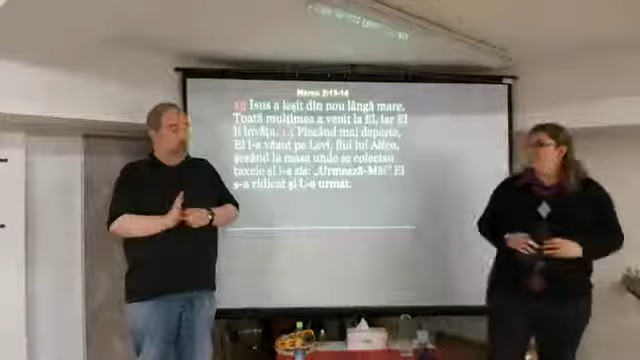 Marcu 2:13-14
13 Isus a ieșit din nou lângă mare.
Toată mulțimea a venit la El, iar El
îi învăța. 14 Plecând mai departe,
El l-a văzut pe Levi, fiul lui Alfeu,
șezând la masa unde se colectau
taxele și i-a zis: „Urmează-Mă!” El
s-a ridicat și L-a urmat.